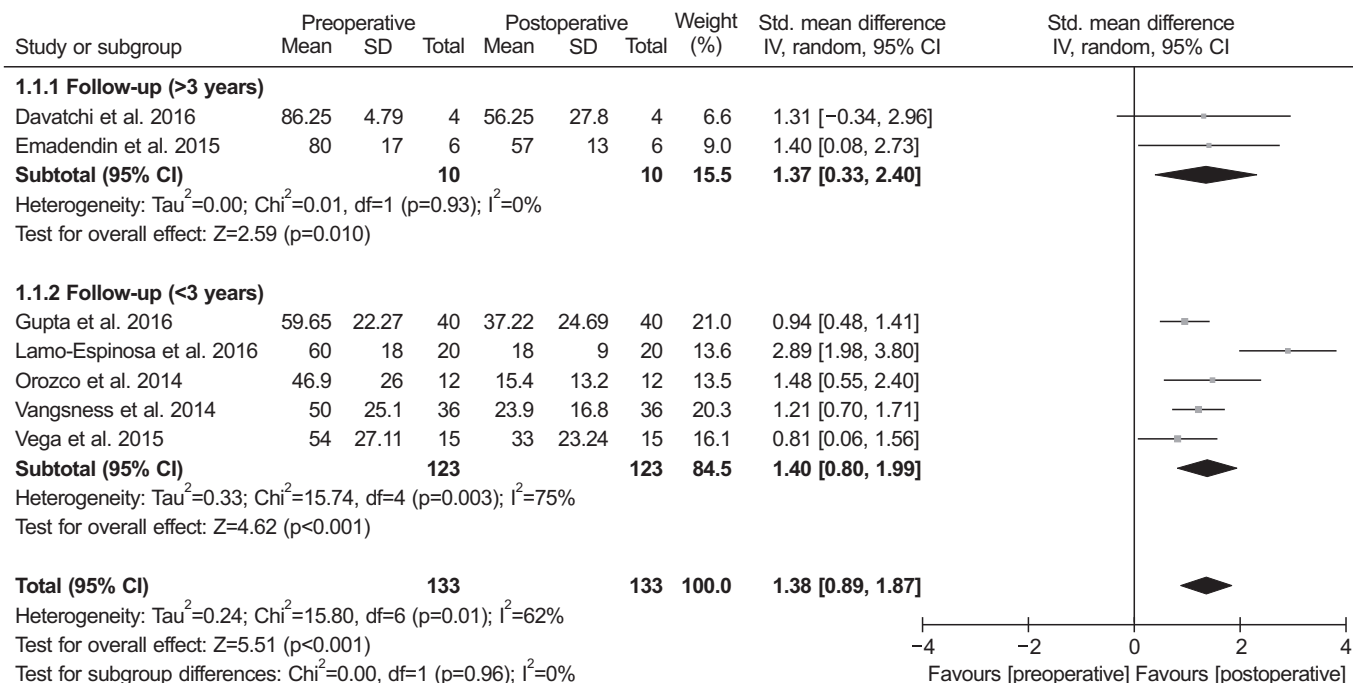 Preoperative Postoperative Weight Std. mean difference Std. mean difference
Study or subgroup Mean SD Total Mean SD Total (%) IV, random, 95% CI IV, random, 95% CI
1.1.1 Follow-up (>3 years)
Davatchi et al. 2016 86.25 4.79 4 56.25 27.8 4 6.6 1.31 [−0.34, 2.96]
Emadendin et al. 2015 80 17 6 57 13 6 9.0 1.40 [0.08, 2.73]
Subtotal (95% CI) 10 10 15.5 1.37 [0.33, 2.40]
Heterogeneity: Tau²=0.00; Chi²=0.01, df=1 (p=0.93); I²=0%
Test for overall effect: Z=2.59 (p=0.010)
1.1.2 Follow-up (<3 years)
Gupta et al. 2016 59.65 22.27 40 37.22 24.69 40 21.0 0.94 [0.48, 1.41]
Lamo-Espinosa et al. 2016 60 18 20 18 9 20 13.6 2.89 [1.98, 3.80]
Orozco et al. 2014 46.9 26 12 15.4 13.2 12 13.5 1.48 [0.55, 2.40]
Vangsness et al. 2014 50 25.1 36 23.9 16.8 36 20.3 1.21 [0.70, 1.71]
Vega et al. 2015 54 27.11 15 33 23.24 15 16.1 0.81 [0.06, 1.56]
Subtotal (95% CI) 123 123 84.5 1.40 [0.80, 1.99]
Heterogeneity: Tau²=0.33; Chi²=15.74, df=4 (p=0.003); I²=75%
Test for overall effect: Z=4.62 (p<0.001)
Total (95% CI) 133 133 100.0 1.38 [0.89, 1.87]
Heterogeneity: Tau²=0.24; Chi²=15.80, df=6 (p=0.01); I²=62%
Test for overall effect: Z=5.51 (p<0.001)
−4 −2 0 2 4
Test for subgroup differences: Chi²=0.00, df=1 (p=0.96); I²=0% Favours [preoperative] Favours [postoperative]